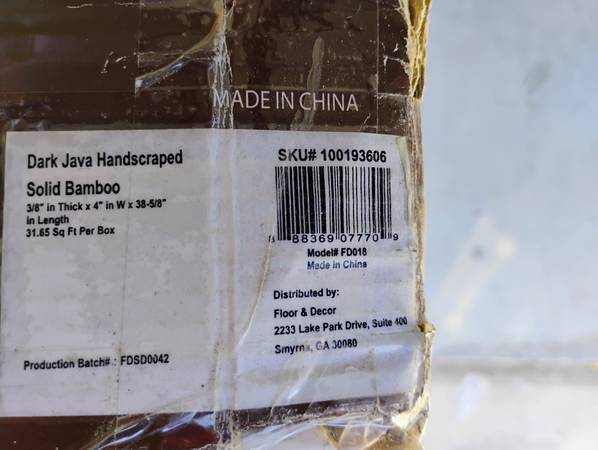 MADE IN CHINA
Dark Java Handscraped
Solid Bamboo
3/8" in Thick x 4" in W x 38-5/8"
in Length
31.65 Sq Ft Per Box
Production Batch# : FDSD0042
SKU# 100193606
88369 07770 9
Model# FD018
Made in China
Distributed by:
Floor & Decor
2233 Lake Park Drive, Suite 400
Smyrna, GA 30080